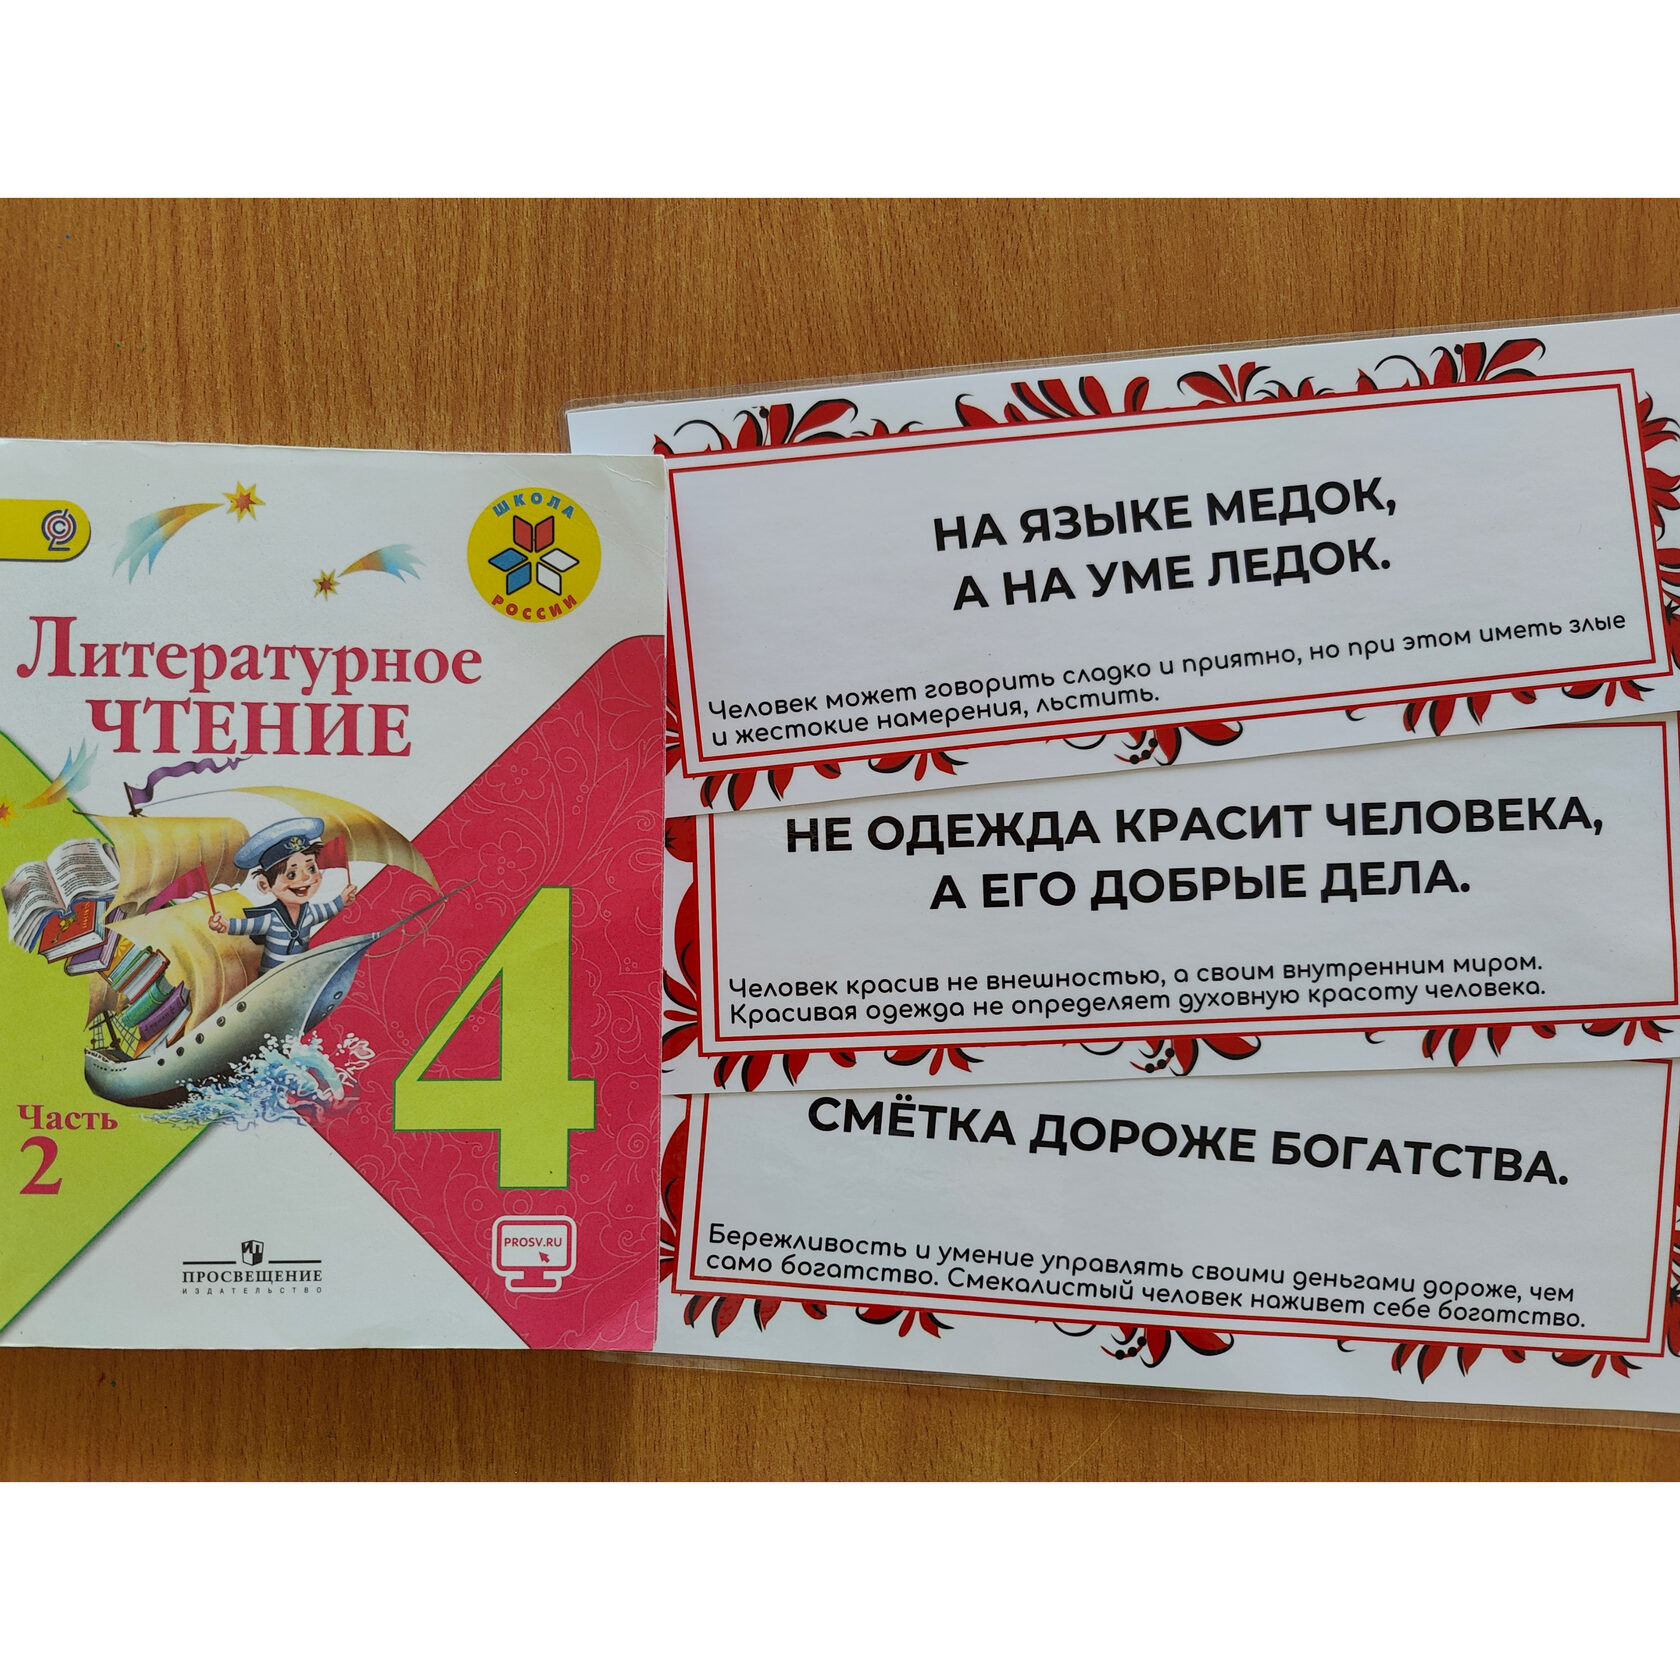 ШКОЛА
РОССИИ
Литературное
ЧТЕНИЕ
4
Часть
2
PROSV.RU
ИП
ПРОСВЕЩЕНИЕ
ИЗДАТЕЛЬСТВО
НА ЯЗЫКЕ МЕДОК,
А НА УМЕ ЛЕДОК.
Человек может говорить сладко и приятно, но при этом иметь злые
и жестокие намерения, льстить.
НЕ ОДЕЖДА КРАСИТ ЧЕЛОВЕКА,
А ЕГО ДОБРЫЕ ДЕЛА.
Человек красив не внешностью, а своим внутренним миром.
Красивая одежда не определяет духовную красоту человека.
СМЁТКА ДОРОЖЕ БОГАТСТВА.
Бережливость и умение управлять своими деньгами дороже, чем
само богатство. Смекалистый человек наживет себе богатство.